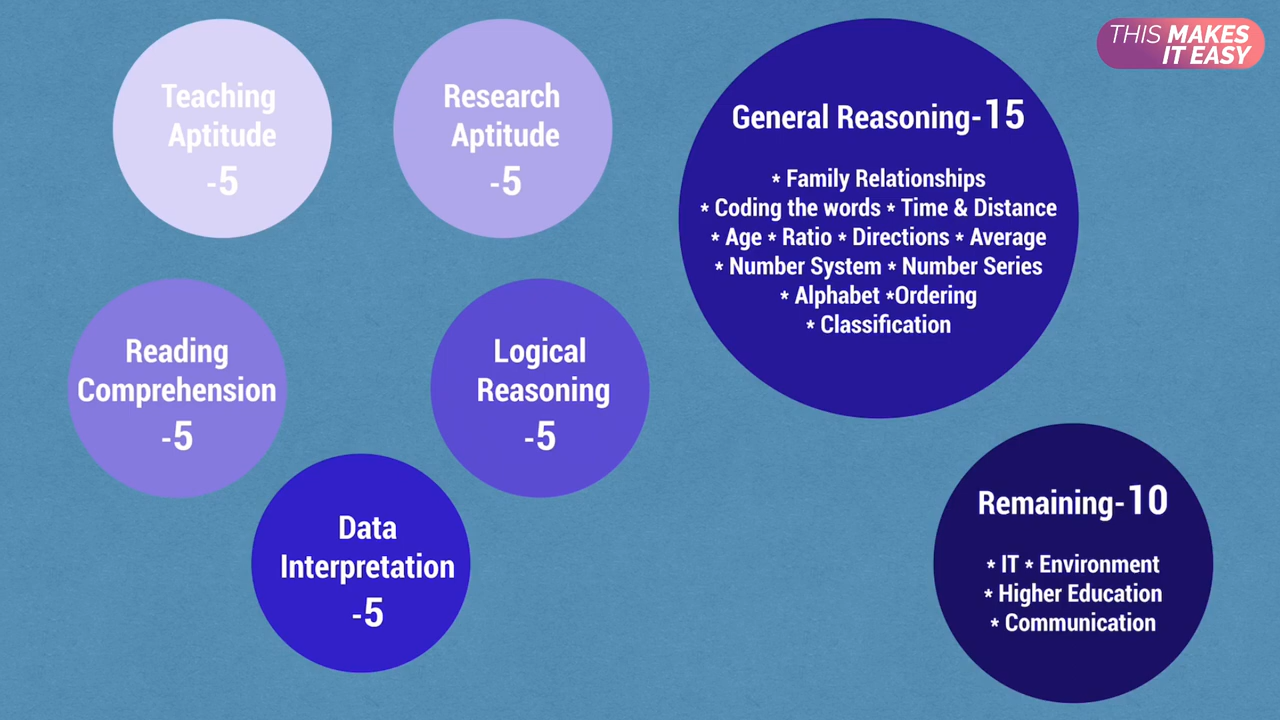 Teaching
Aptitude
-5
Research
Aptitude
-5
General Reasoning-15
* Family Relationships
* Coding the words * Time & Distance
* Age * Ratio * Directions * Average
* Number System * Number Series
* Alphabet *Ordering
* Classification
THIS MAKES
IT EASY
Reading
Comprehension
-5
Logical
Reasoning
-5
Data
Interpretation
-5
Remaining-10
* IT * Environment
* Higher Education
* Communication